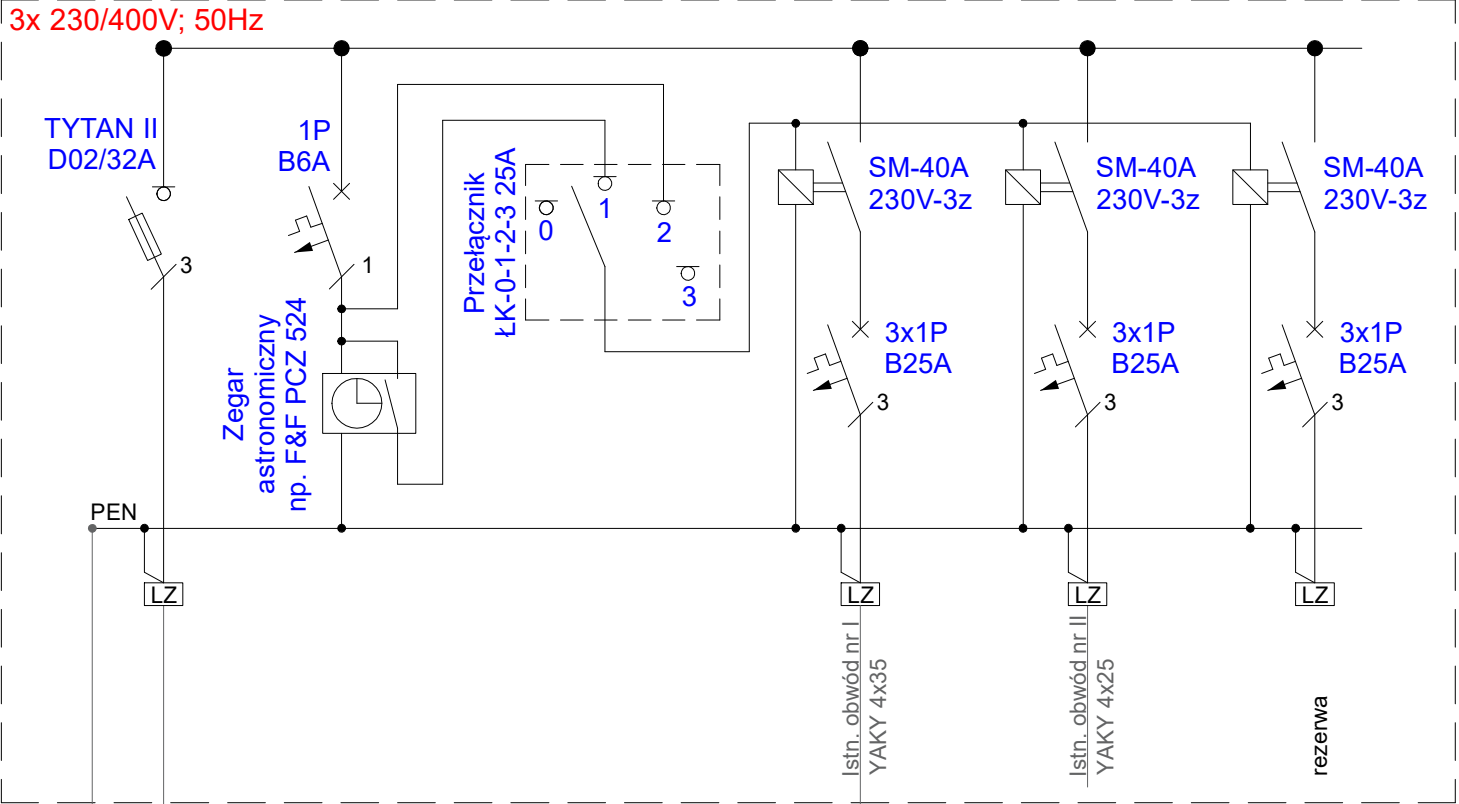 3x 230/400V; 50Hz
TYTAN II
D02/32A
3
1P
B6A
1
Zegar
astronomiczny
np. F&F PCZ 524
Przełącznik
ŁK-0-1-2-3 25A
0
1
2
3
SM-40A
230V-3z
3x1P
B25A
3
SM-40A
230V-3z
3x1P
B25A
3
SM-40A
230V-3z
3x1P
B25A
3
PEN
LZ
LZ
LZ
LZ
Istn. obwód nr I
YAKY 4x35
Istn. obwód nr II
YAKY 4x25
rezerwa